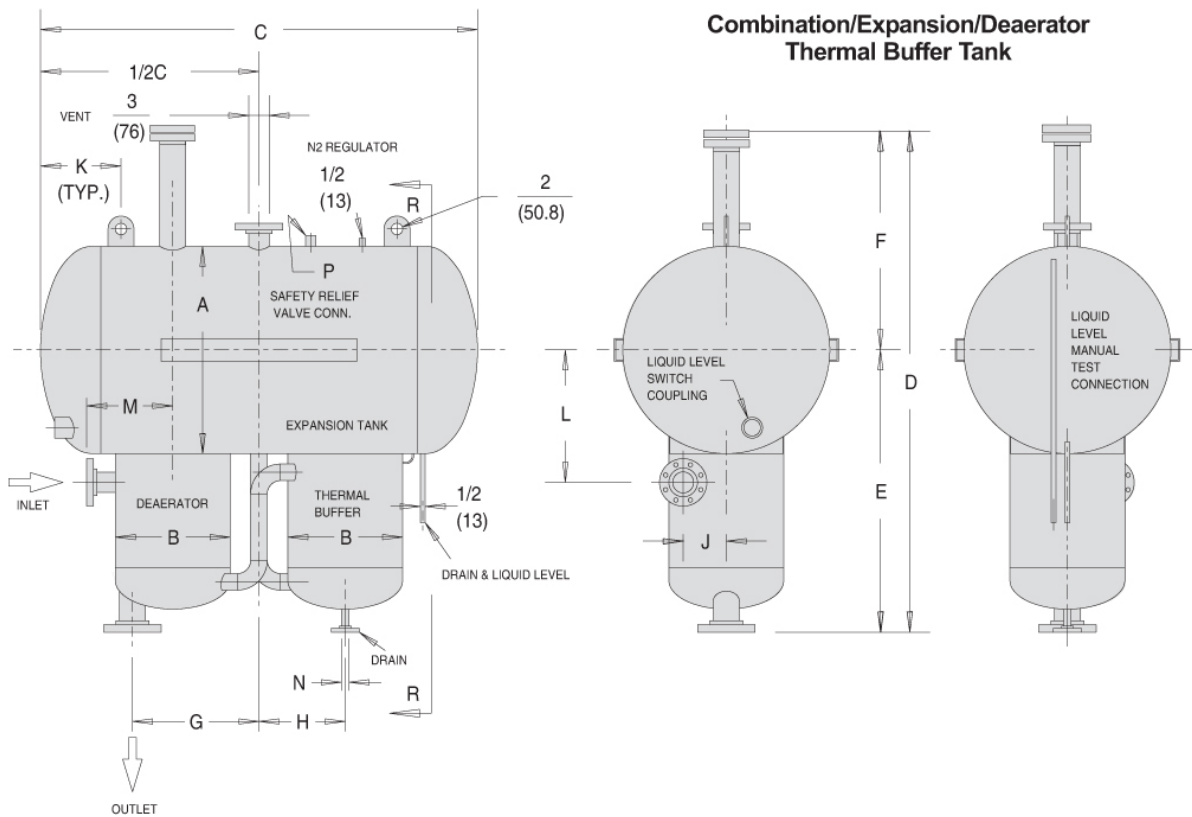 Combination/Expansion/Deaerator
Thermal Buffer Tank
C
1/2C
VENT
3
(76)
K
(TYP.)
N2 REGULATOR
1/2
(13)
R
2
(50.8)
P
A
SAFETY RELIEF
VALVE CONN.
M
EXPANSION TANK
INLET
DEAERATOR
THERMAL
BUFFER
B
B
1/2
(13)
DRAIN & LIQUID LEVEL
DRAIN
N
R
G
H
OUTLET
F
D
LIQUID LEVEL
SWITCH
COUPLING
L
E
J
LIQUID
LEVEL
MANUAL
TEST
CONNECTION